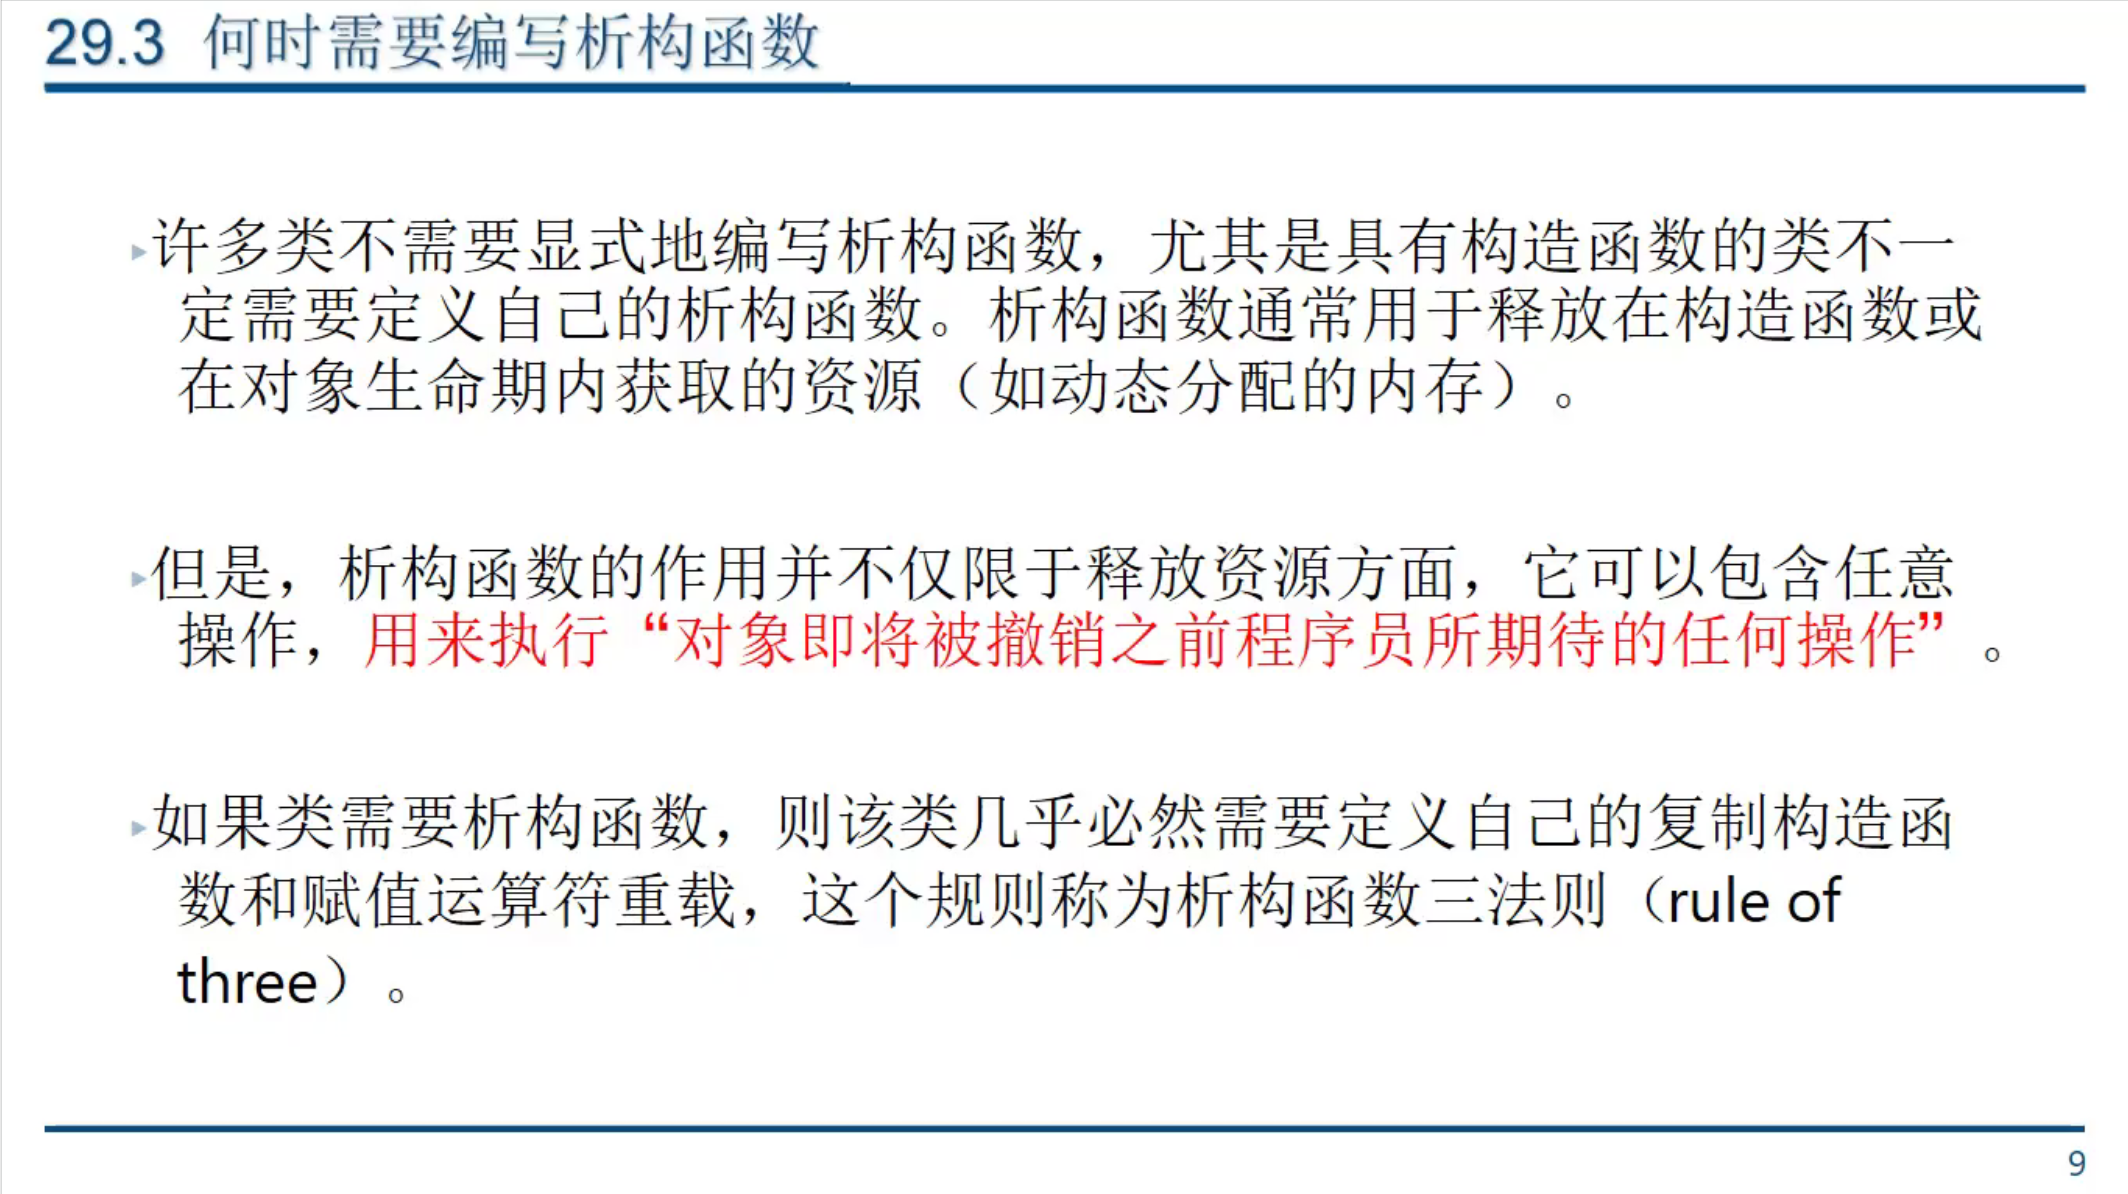 29.3 何时需要编写析构函数
▸许多类不需要显式地编写析构函数，尤其是具有构造函数的类不一
定需要定义自己的析构函数。析构函数通常用于释放在构造函数或
在对象生命期内获取的资源（如动态分配的内存）。
▸但是，析构函数的作用并不仅限于释放资源方面，它可以包含任意
操作，用来执行“对象即将被撤销之前程序员所期待的任何操作”。
▸如果类需要析构函数，则该类几乎必然需要定义自己的复制构造函
数和赋值运算符重载，这个规则称为析构函数三法则（rule of
three）。
9